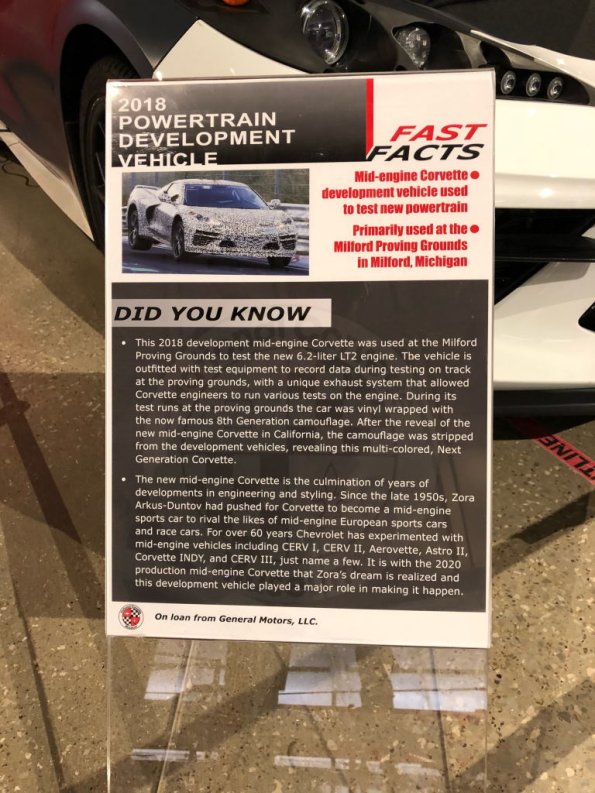 2018
POWERTRAIN
DEVELOPMENT
VEHICLE
FAST
FACTS
Mid-engine Corvette
development vehicle used
to test new powertrain
Primarily used at the
Milford Proving Grounds
in Milford, Michigan
DID YOU KNOW
• This 2018 development mid-engine Corvette was used at the Milford
Proving Grounds to test the new 6.2-liter LT2 engine. The vehicle is
outfitted with test equipment to record data during testing on track
at the proving grounds, with a unique exhaust system that allowed
Corvette engineers to run various tests on the engine. During its
test runs at the proving grounds the car was vinyl wrapped with
the now famous 8th Generation camouflage. After the reveal of the
new mid-engine Corvette in California, the camouflage was stripped
from the development vehicles, revealing this multi-colored, Next
Generation Corvette.
• The new mid-engine Corvette is the culmination of years of
developments in engineering and styling. Since the late 1950s, Zora
Arkus-Duntov had pushed for Corvette to become a mid-engine
sports car to rival the likes of mid-engine European sports cars
and race cars. For over 60 years Chevrolet has experimented with
mid-engine vehicles including CERV I, CERV II, Aerovette, Astro II,
Corvette INDY, and CERV III, just name a few. It is with the 2020
production mid-engine Corvette that Zora's dream is realized and
this development vehicle played a major role in making it happen.
On loan from General Motors, LLC.